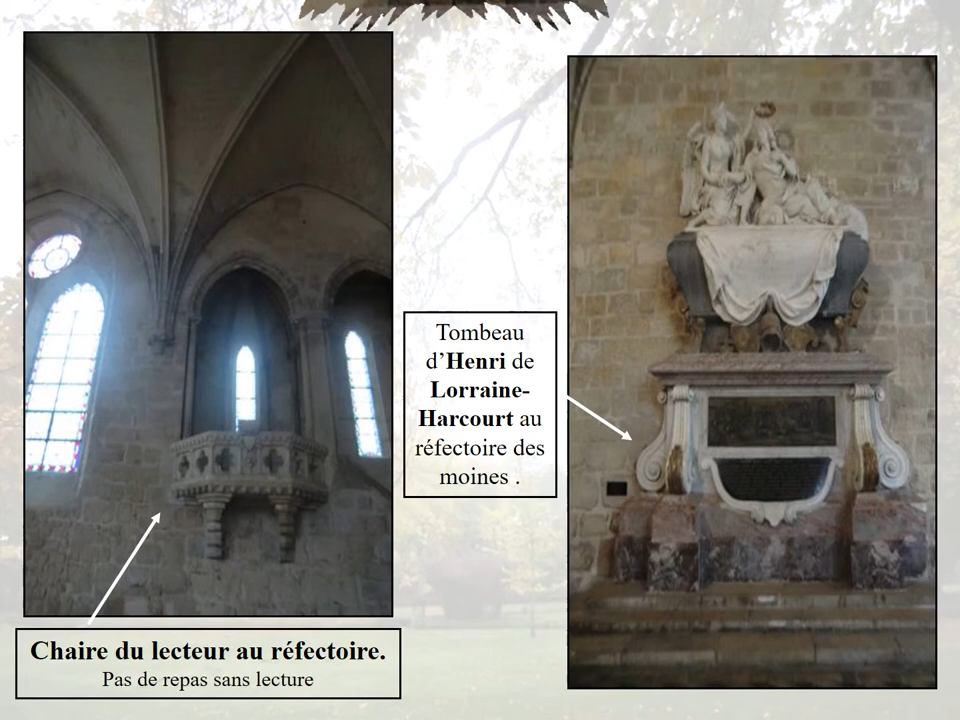 Tombeau
d’Henri de
Lorraine-
Harcourt au
réfectoire des
moines .
Chaire du lecteur au réfectoire.
Pas de repas sans lecture